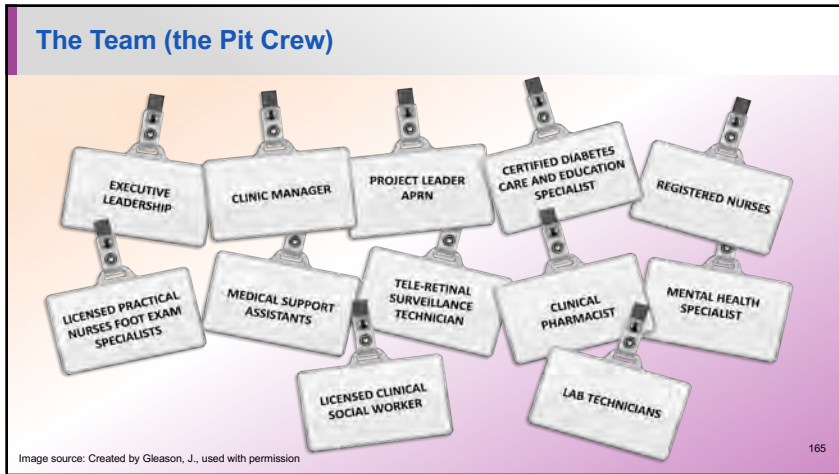 The Team (the Pit Crew)
EXECUTIVE
LEADERSHIP
CLINIC MANAGER
PROJECT LEADER
APRN
CERTIFIED DIABETES
CARE AND EDUCATION
SPECIALIST
REGISTERED NURSES
LICENSED PRACTICAL
NURSES FOOT EXAM
SPECIALISTS
MEDICAL SUPPORT
ASSISTANTS
TELE-RETINAL
SURVEILLANCE
TECHNICIAN
CLINICAL
PHARMACIST
MENTAL HEALTH
SPECIALIST
LICENSED CLINICAL
SOCIAL WORKER
LAB TECHNICIANS
Image source: Created by Gleason, J., used with permission
165